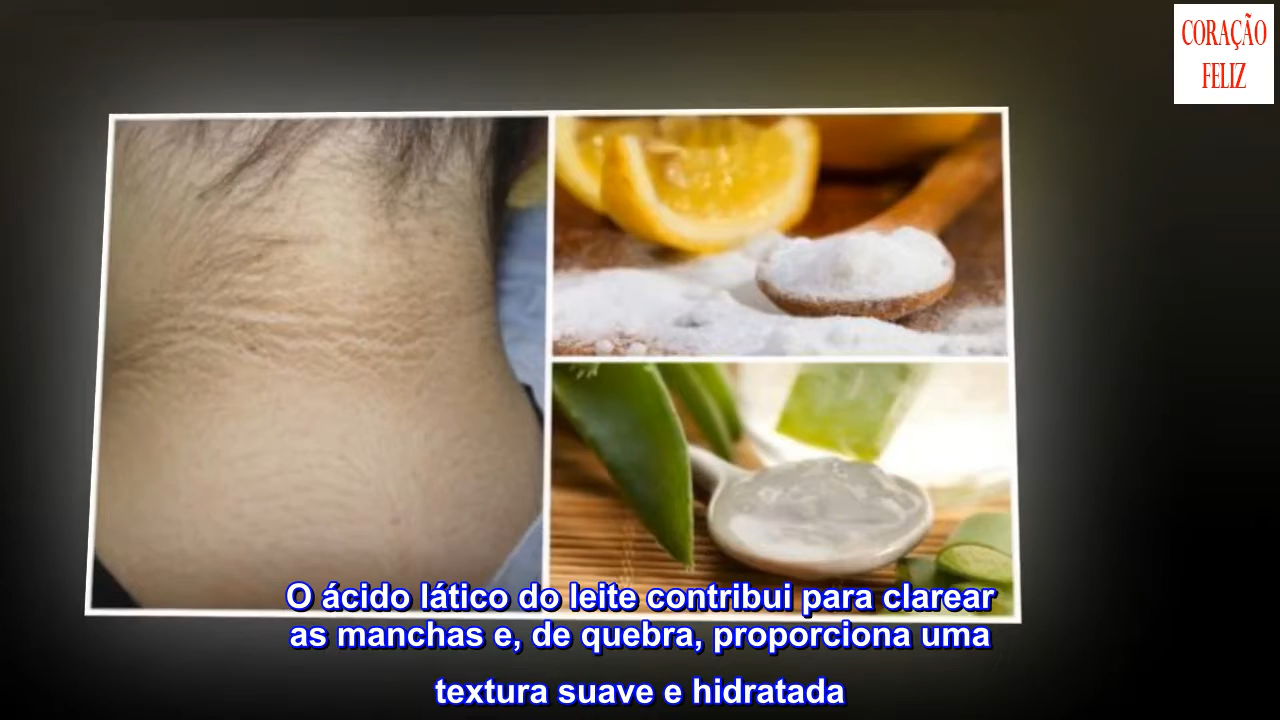 CORAÇÃO
FELIZ
O ácido lático do leite contribui para clarear
as manchas e, de quebra, proporciona uma
textura suave e hidratada